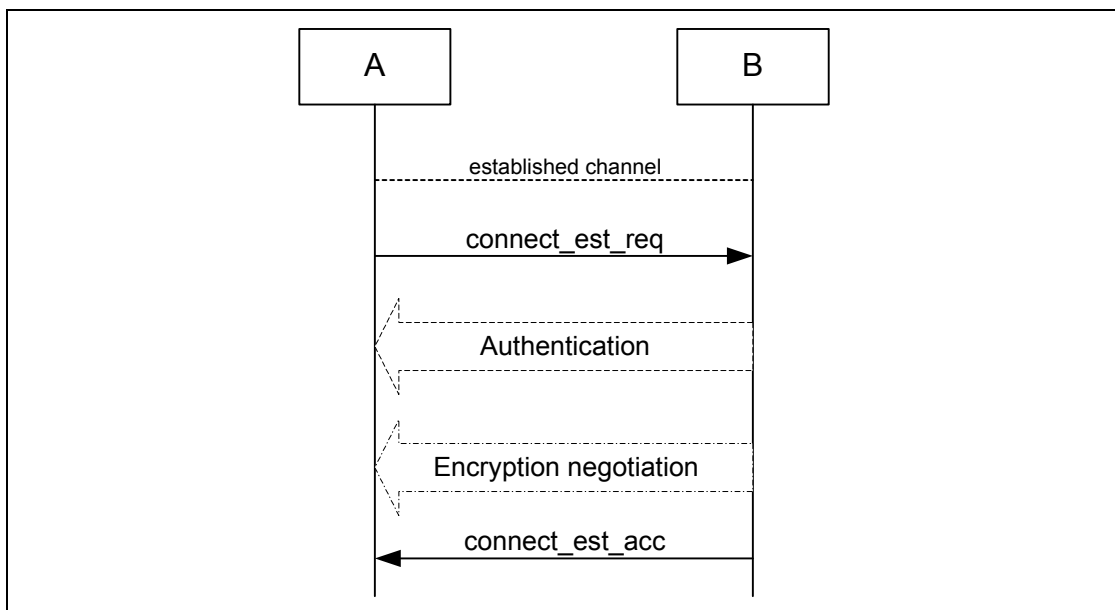 A
B
established channel
connect_est_req
Authentication
Encryption negotiation
connect_est_acc